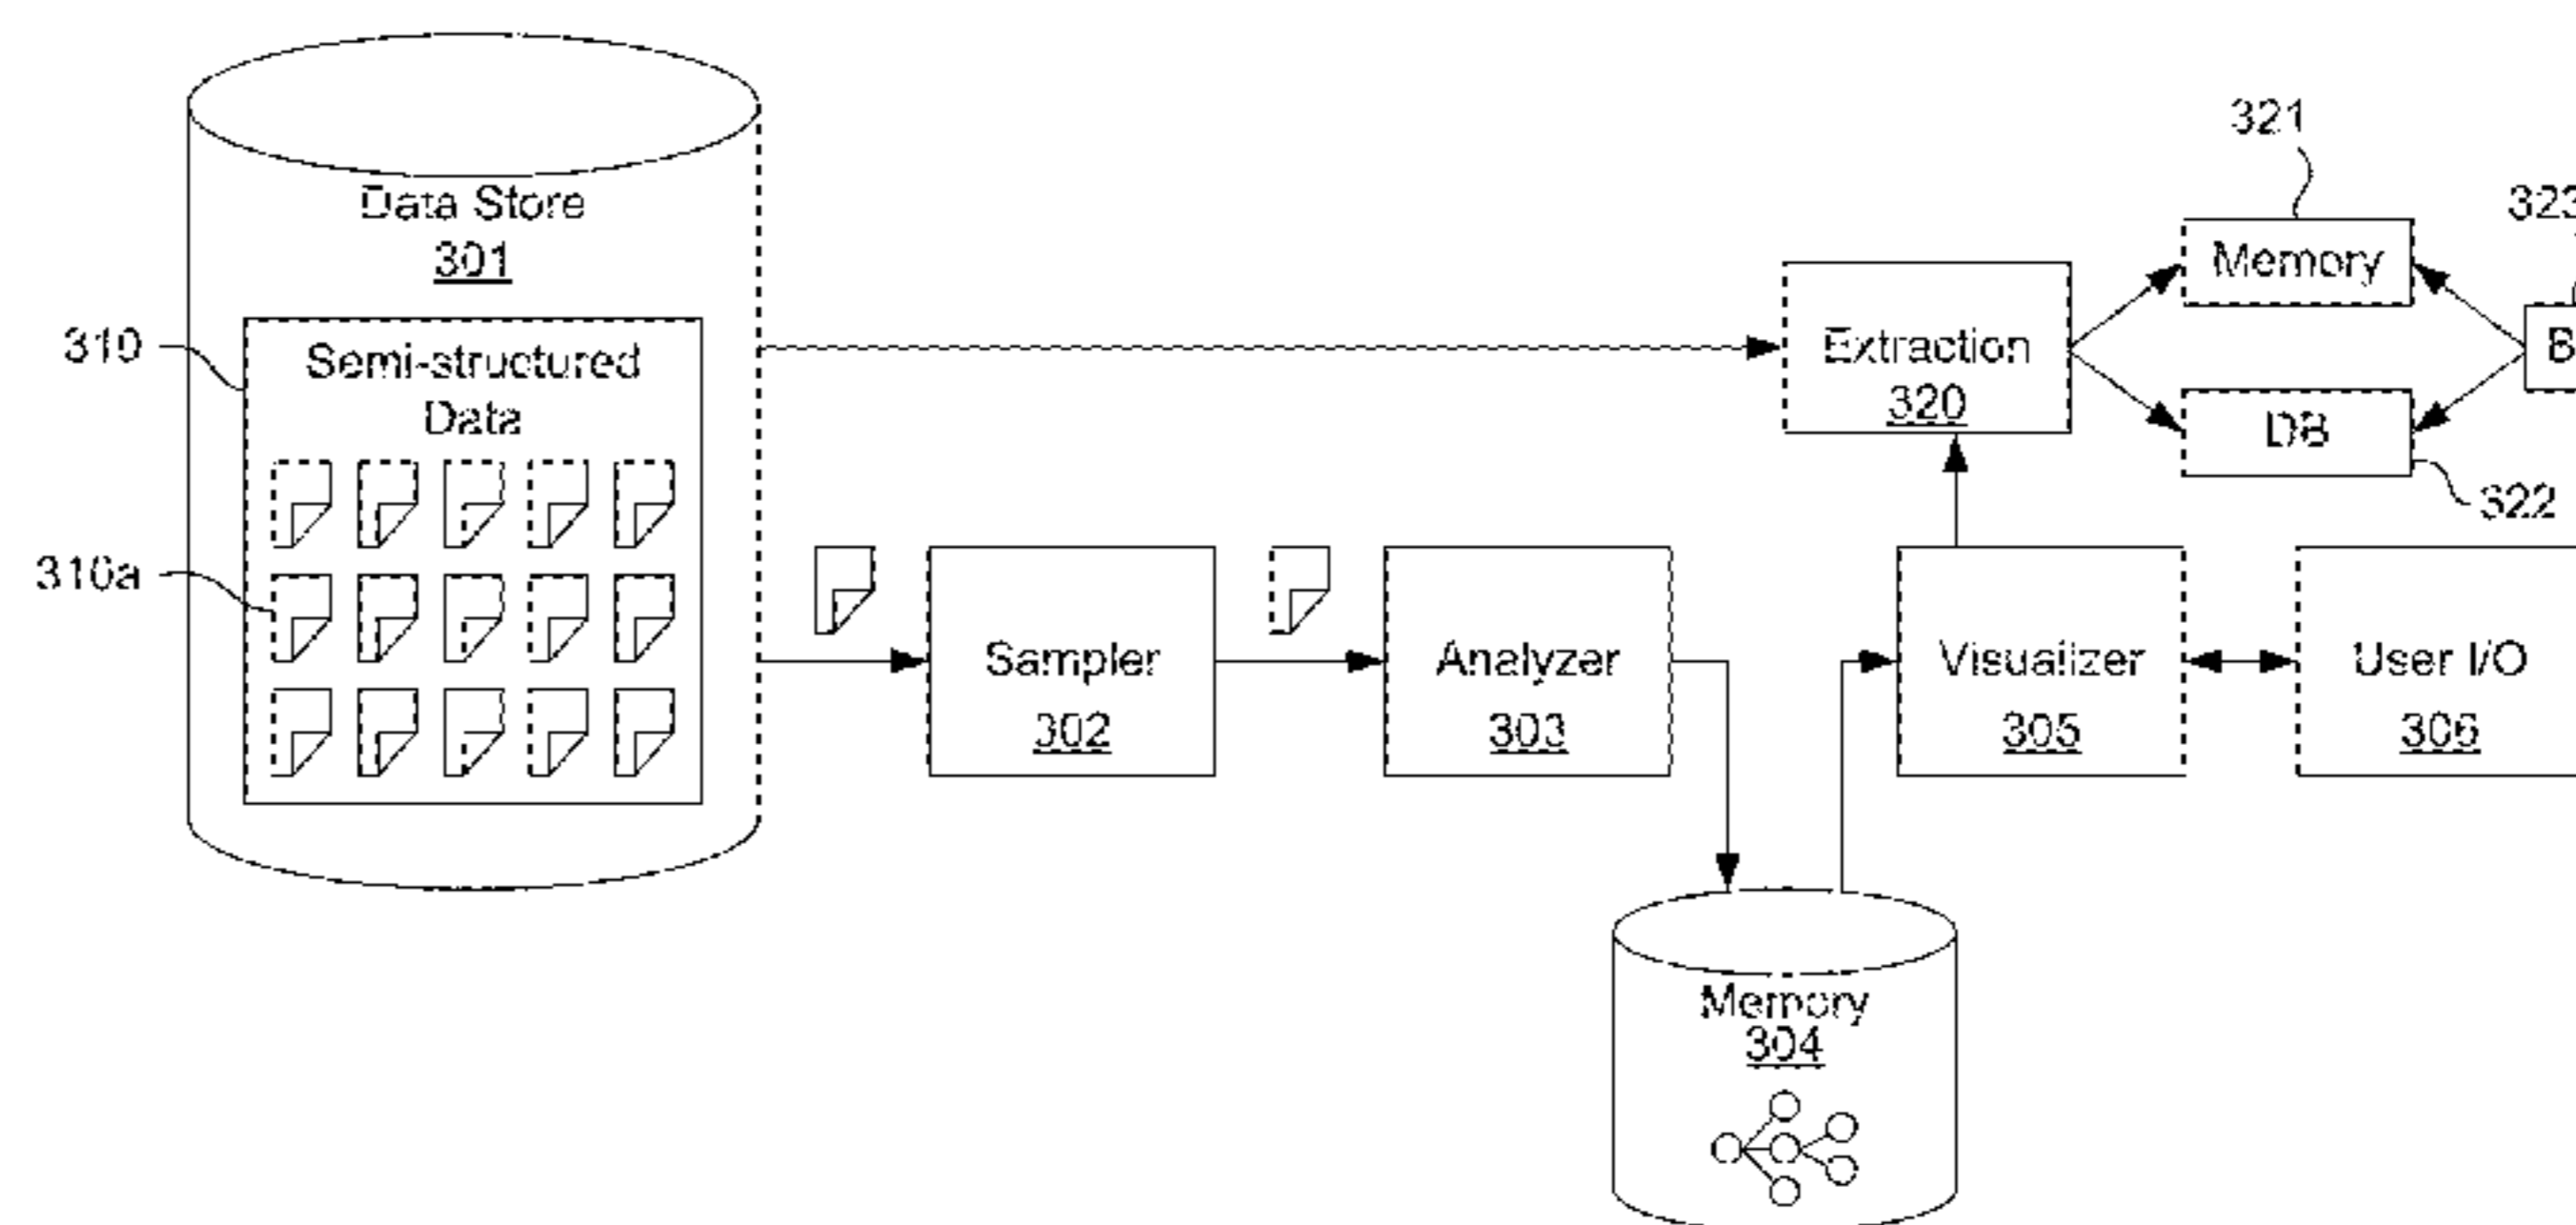 Data Store
301
310
Semi-structured
Data
310a
Sampler
302
Analyzer
303
Extraction
320
321
Memory
DB
322
Visualizer
305
User I/O
306
Memory
304